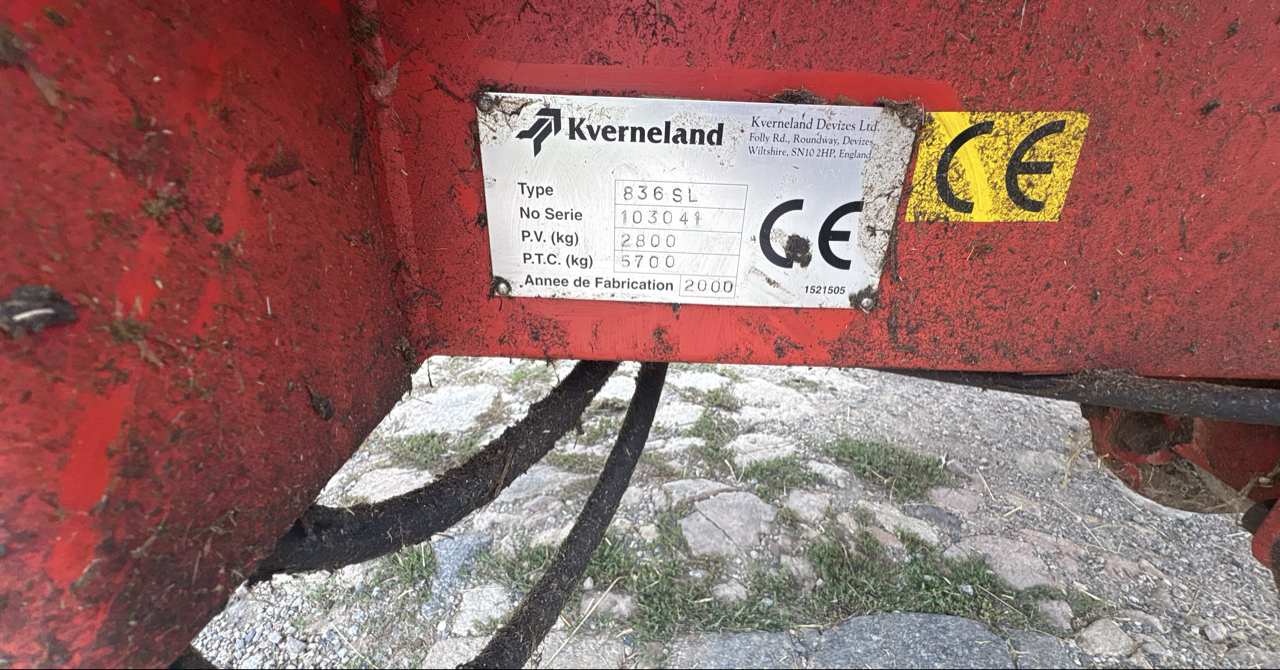 Kverneland
Kverneland Devizes Ltd.
Folly Rd., Roundway, Devizes
Wiltshire, SN10 2HP, England
Type 836 SL
No Serie 103041
P.V. (kg) 2800
P.T.C. (kg) 5700
Annee de Fabrication 2000
CE
1521505
CE